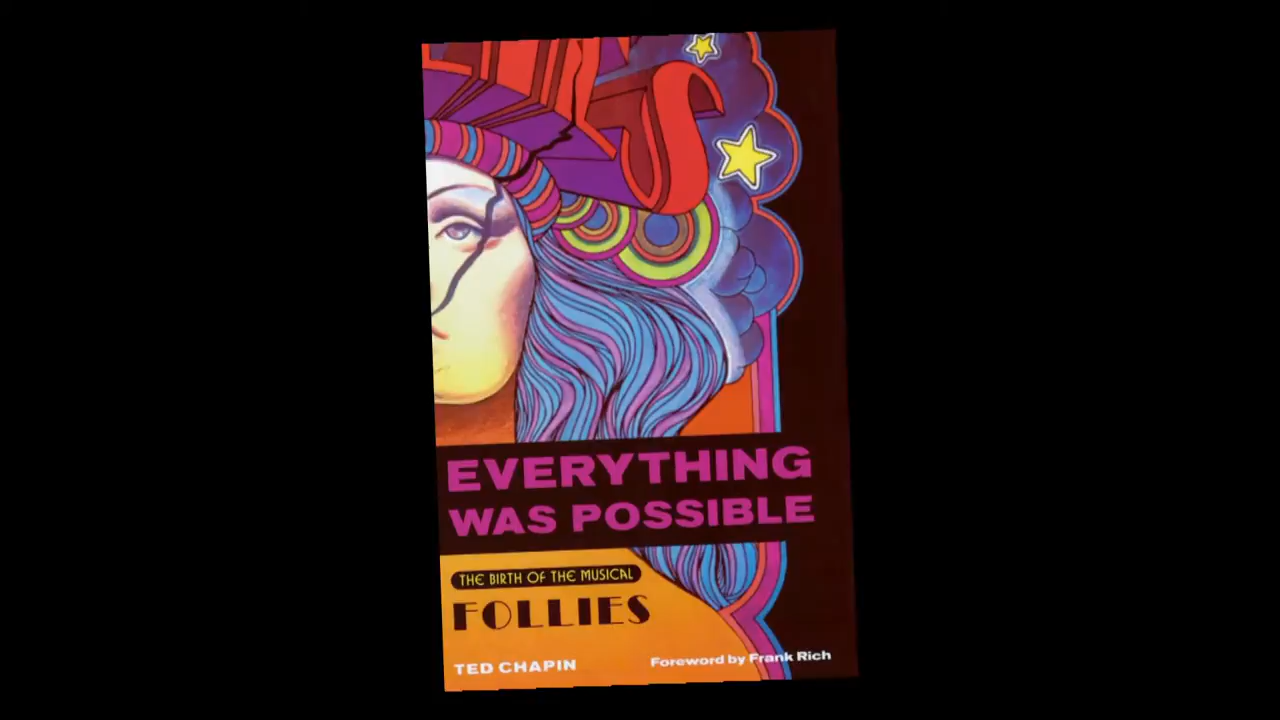 EVERYTHING
WAS POSSIBLE
THE BIRTH OF THE MUSICAL
FOLLIES
TED CHAPIN
Foreword by Frank Rich